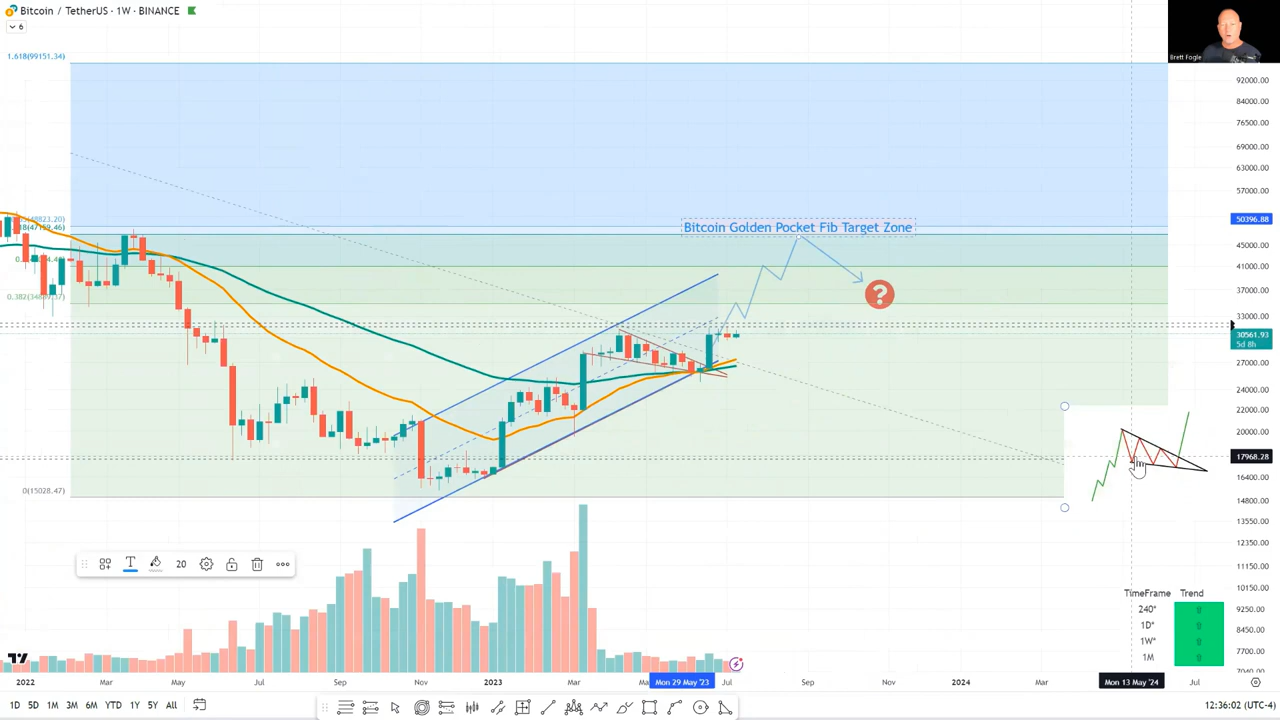 Bitcoin / TetherUS · 1W · BINANCE
6
Brett Fogle
1.618(99151.34)
92000.00
84000.00
76500.00
69000.00
63000.00
57000.00
50396.88
Bitcoin Golden Pocket Fib Target Zone
45000.00
41000.00
37000.00
?
33000.00
30561.93
5d 8h
27000.00
24000.00
22000.00
20000.00
17968.28
16400.00
0(15028.47)
14800.00
13550.00
12350.00
11150.00
10150.00
9250.00
8450.00
7700.00
T 20
TimeFrame Trend
240*
1D*
1W*
1M
2022 Mar May Jul Sep Nov 2023 Mar Mon 29 May '23 Jul Sep Nov 2024 Mar Mon 13 May '24 Jul
1D 5D 1M 3M 6M YTD 1Y 5Y All
12:36:02 (UTC-4)